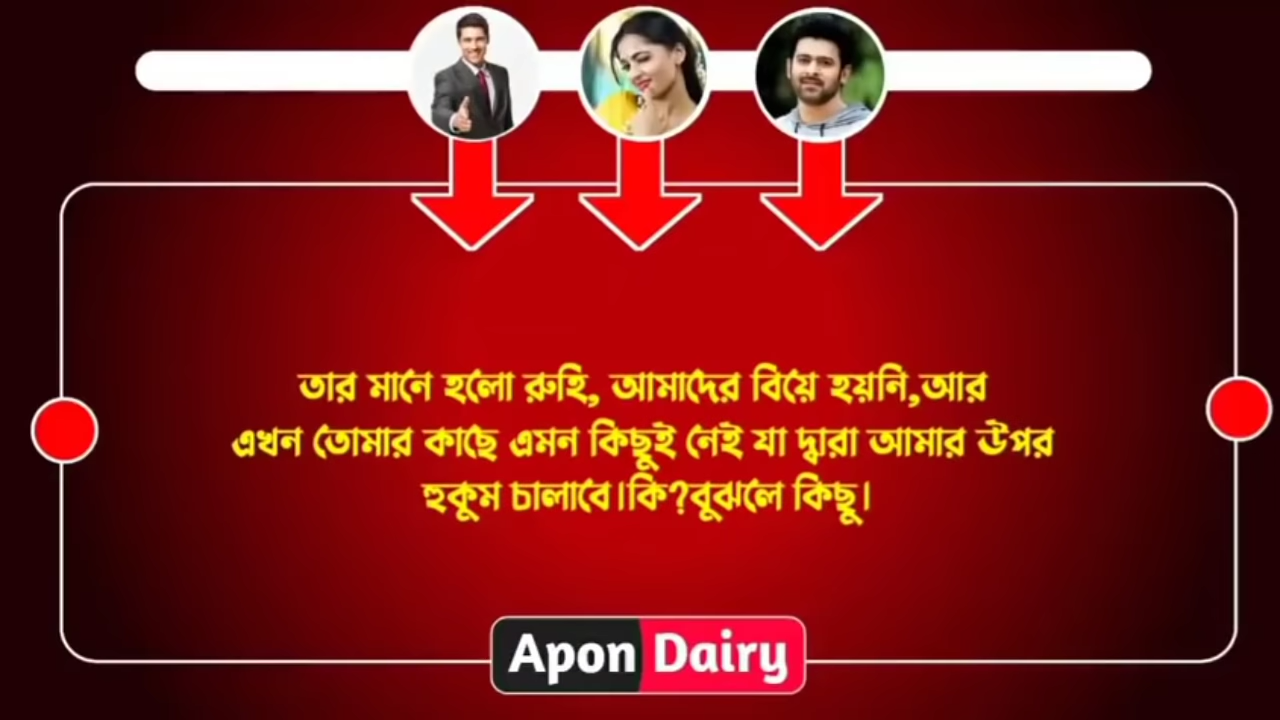 তার মানে হলো রুহি, আমাদের বিয়ে হয়নি,আর
এখন তোমার কাছে এমন কিছুই নেই যা দ্বারা আমার উপর
হুকুম চালাবে।কি?বুঝলে কিছু।
Apon Dairy